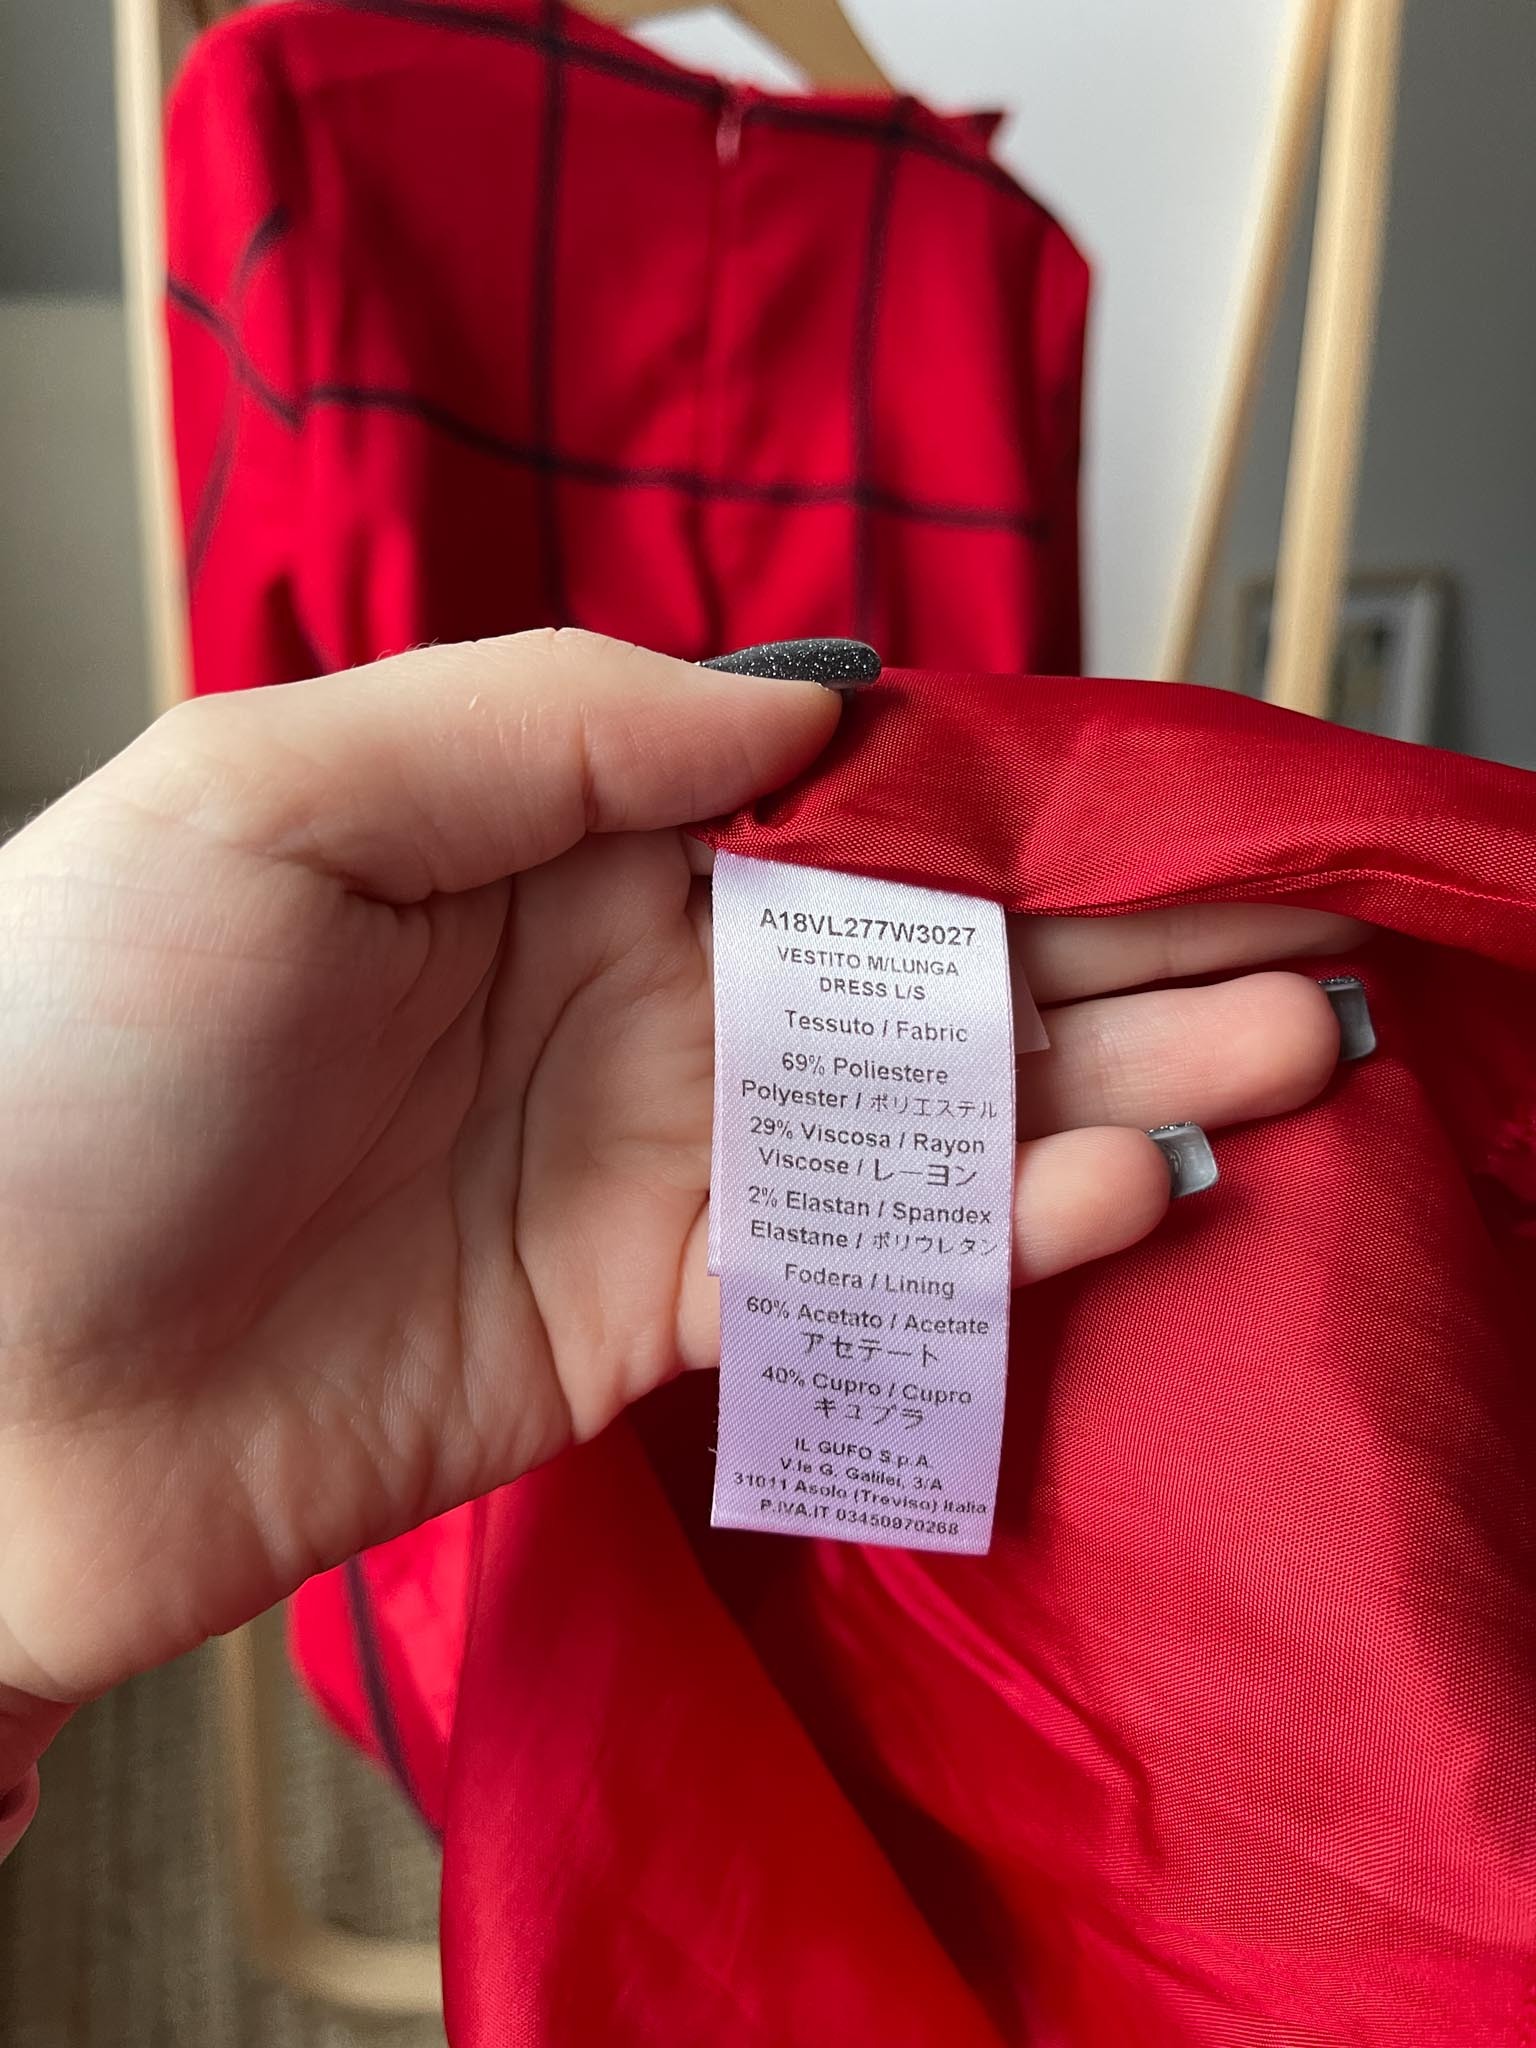 A18VL277W3027
VESTITO M/LUNGA
DRESS L/S
Tessuto / Fabric
69% Poliestere
Polyester / ポリエステル
29% Viscosa / Rayon
Viscose / レーヨン
2% Elastan / Spandex
Elastane / ポリウレタン
Fodera / Lining
60% Acetato / Acetate
アセテート
40% Cupro / Cupro
キュプラ
IL GUFO S.p.A.
V.le G. Galilei, 3/A
31011 Asolo (Treviso) Italia
P.IVA.IT 03450970268